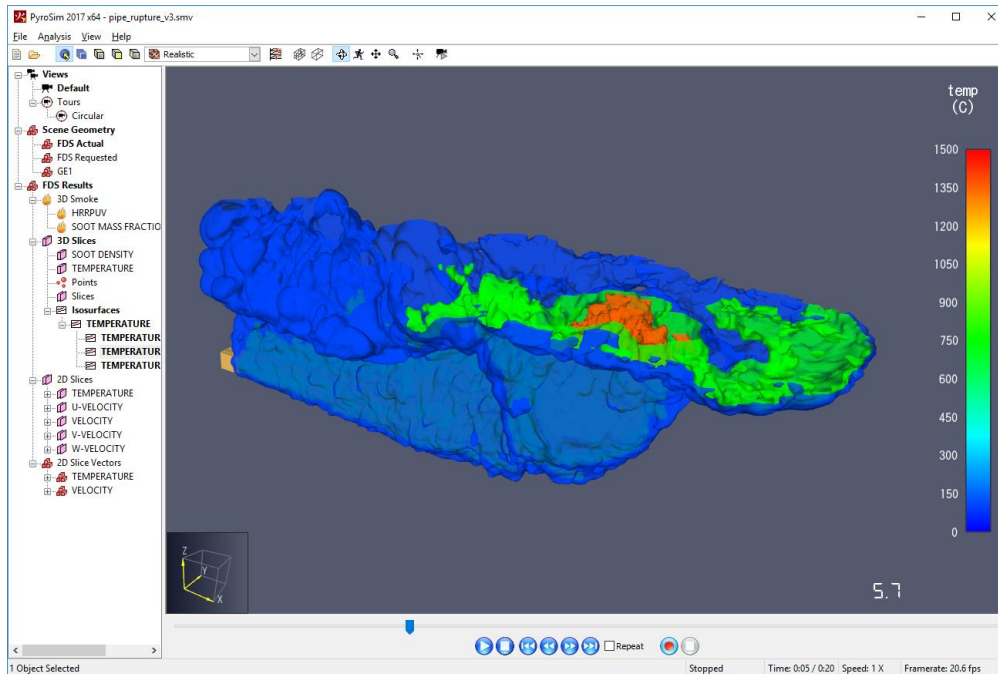 PyroSim 2017 x64 - pipe_rupture_v3.smv
File Analysis View Help
Realistic
Views
Default
Tours
Circular
Scene Geometry
FDS Actual
FDS Requested
GE1
FDS Results
3D Smoke
HRRPUV
SOOT MASS FRACTIO
3D Slices
SOOT DENSITY
TEMPERATURE
Points
Slices
Isosurfaces
TEMPERATURE
TEMPERATUR
TEMPERATUR
TEMPERATUR
2D Slices
TEMPERATURE
U-VELOCITY
VELOCITY
V-VELOCITY
W-VELOCITY
2D Slice Vectors
TEMPERATURE
VELOCITY
temp
(C)
1500
1350
1200
1050
900
750
600
450
300
150
0
Z
Y
X
5.7
Repeat
1 Object Selected
Stopped
Time: 0:05 / 0:20
Speed: 1 X
Framerate: 20.6 fps